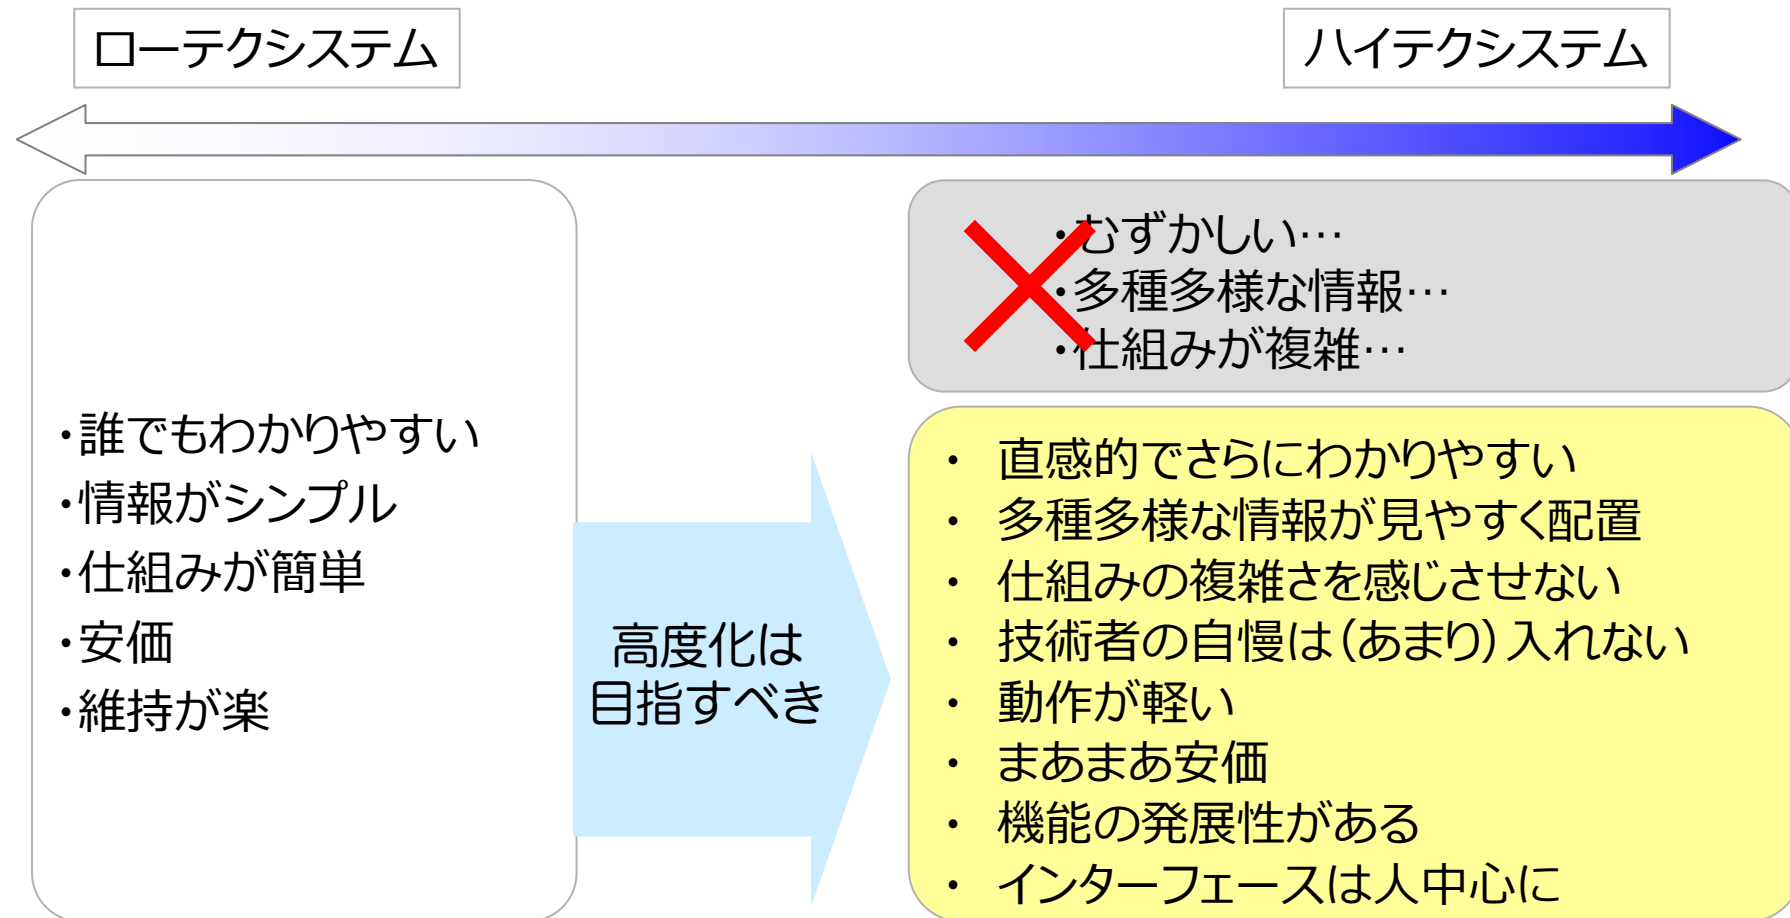 ローテクシステム
ハイテクシステム
・むずかしい…
・多種多様な情報…
・仕組みが複雑…
・誰でもわかりやすい
・情報がシンプル
・仕組みが簡単
・安価
・維持が楽
高度化は
目指すべき
・ 直感的でさらにわかりやすい
・ 多種多様な情報が見やすく配置
・ 仕組みの複雑さを感じさせない
・ 技術者の自慢は（あまり）入れない
・ 動作が軽い
・ まあまあ安価
・ 機能の発展性がある
・ インターフェースは人中心に